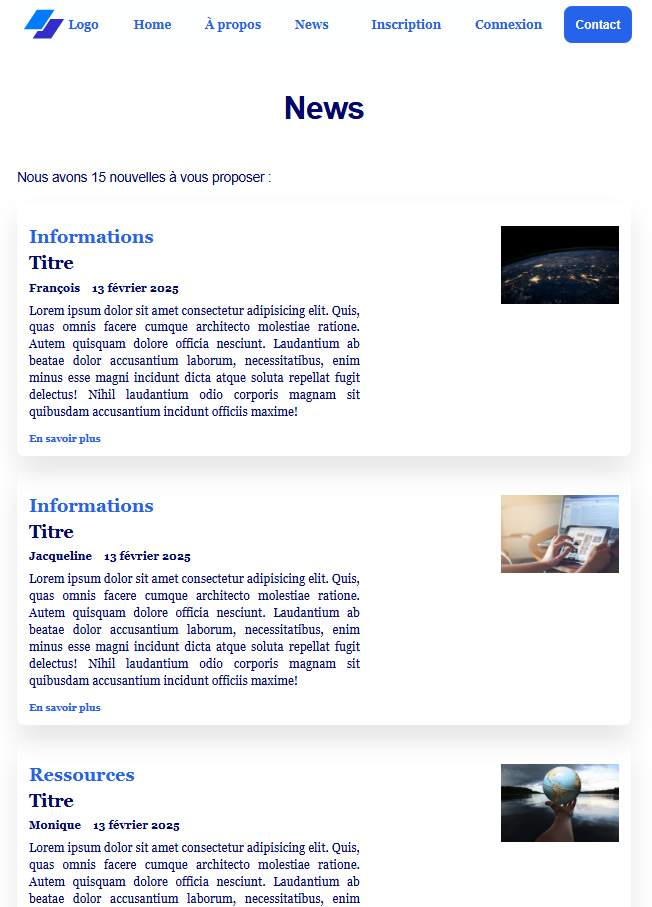 Logo Home À propos News Inscription Connexion Contact
News
Nous avons 15 nouvelles à vous proposer :
Informations
Titre
François 13 février 2025
Lorem ipsum dolor sit amet consectetur adipisicing elit. Quis,
quas omnis facere cumque architecto molestiae ratione.
Autem quisquam dolore officia nesciunt. Laudantium ab
beatae dolor accusantium laborum, necessitatibus, enim
minus esse magni incidunt dicta atque soluta repellat fugit
delectus! Nihil laudantium odio corporis magnam sit
quibusdam accusantium incidunt officiis maxime!
En savoir plus
Informations
Titre
Jacqueline 13 février 2025
Lorem ipsum dolor sit amet consectetur adipisicing elit. Quis,
quas omnis facere cumque architecto molestiae ratione.
Autem quisquam dolore officia nesciunt. Laudantium ab
beatae dolor accusantium laborum, necessitatibus, enim
minus esse magni incidunt dicta atque soluta repellat fugit
delectus! Nihil laudantium odio corporis magnam sit
quibusdam accusantium incidunt officiis maxime!
En savoir plus
Ressources
Titre
Monique 13 février 2025
Lorem ipsum dolor sit amet consectetur adipisicing elit. Quis,
quas omnis facere cumque architecto molestiae ratione.
Autem quisquam dolore officia nesciunt. Laudantium ab
beatae dolor accusantium laborum, necessitatibus, enim